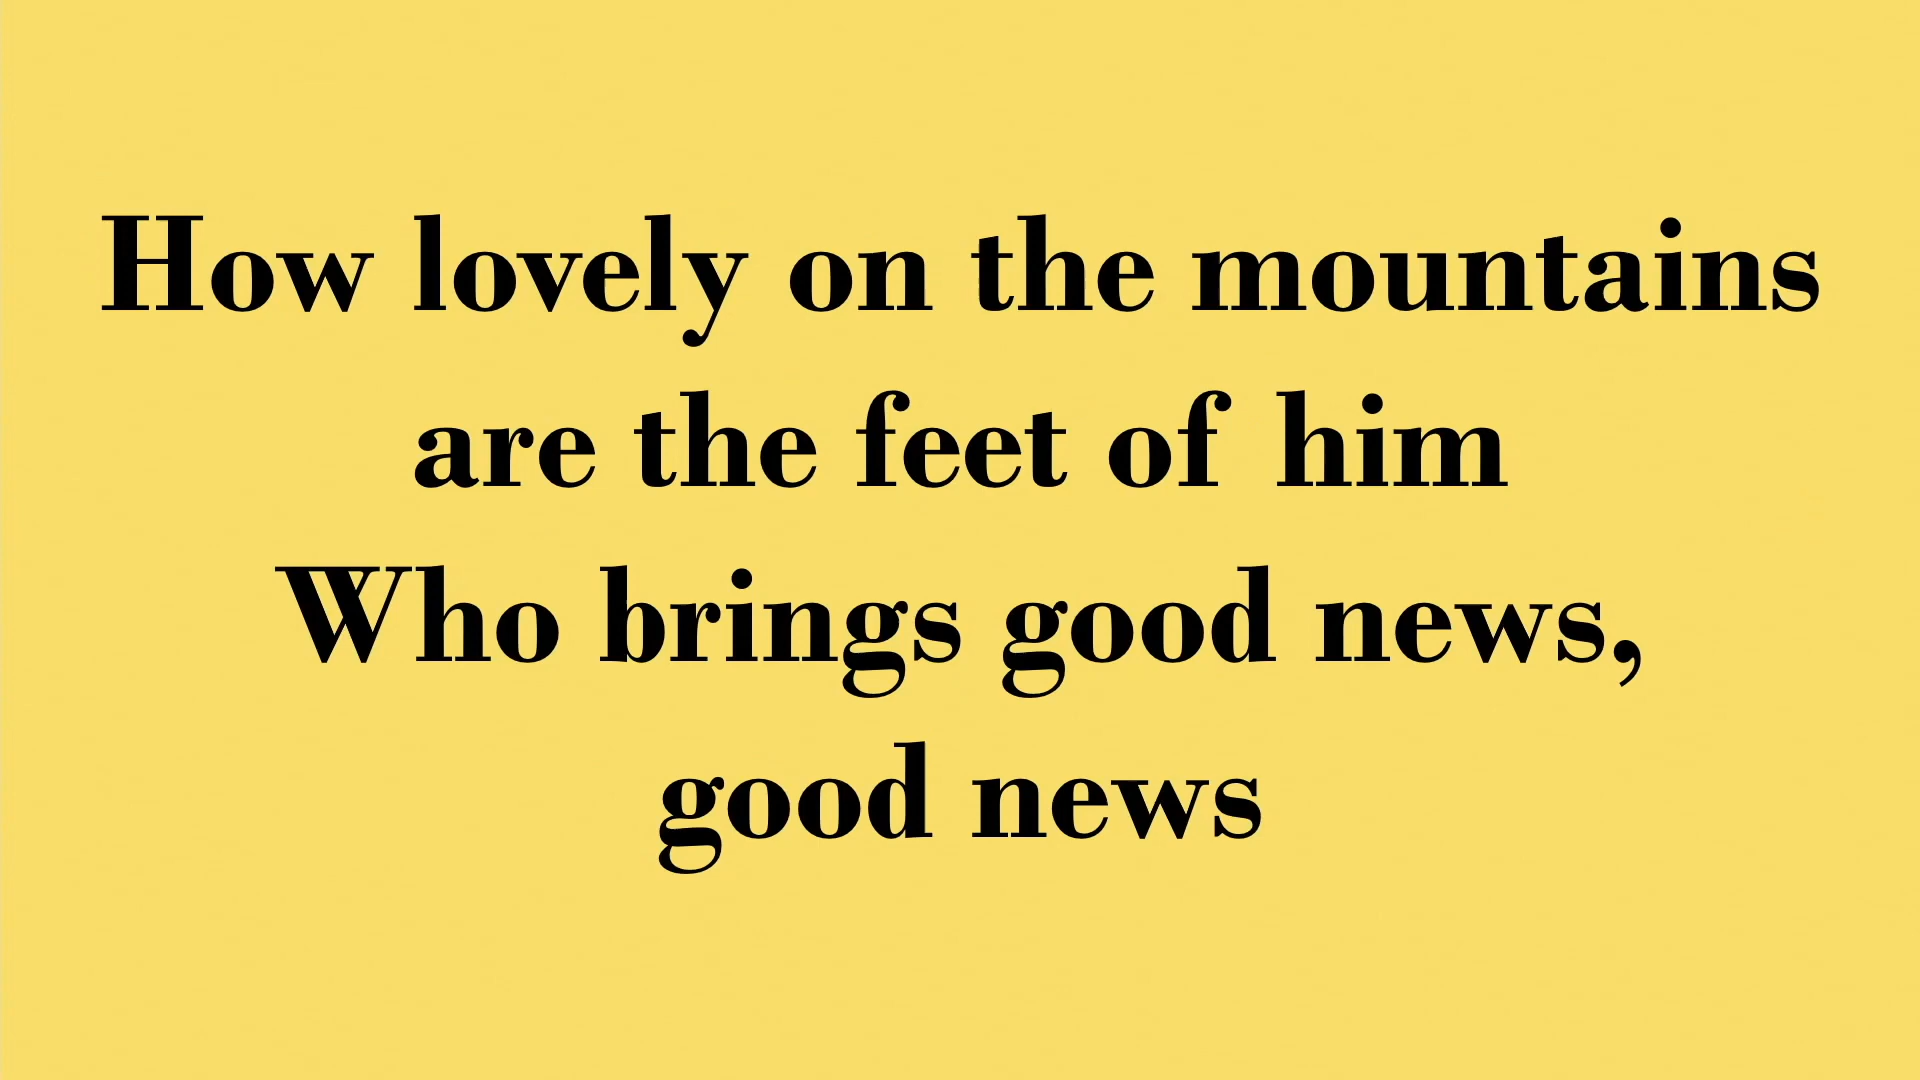 How lovely on the mountains
are the feet of him
Who brings good news,
good news